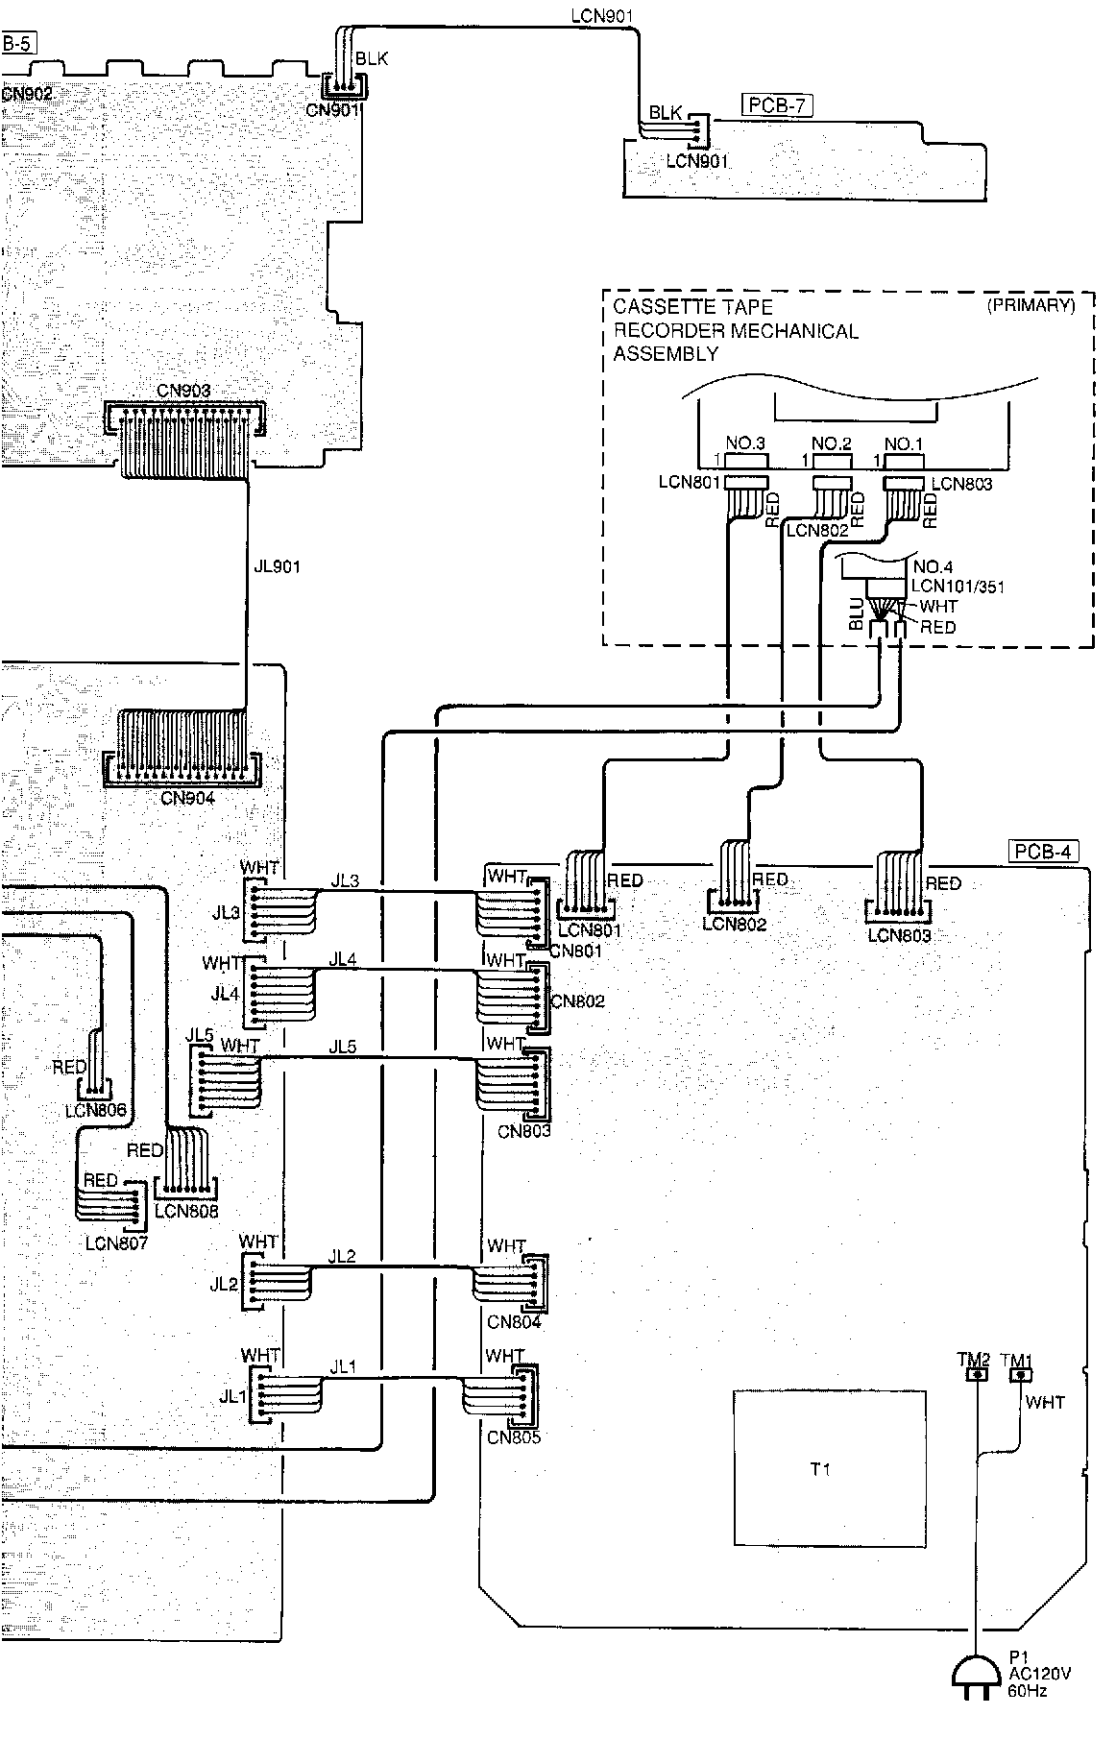 LCN901
B-5
BLK
CN902
CN901
BLK
PCB-7
LCN901
CASSETTE TAPE
RECORDER MECHANICAL
ASSEMBLY
(PRIMARY)
CN903
NO.3
NO.2
NO.1
1
1
1
LCN801
RED
LCN802
RED
RED
LCN803
JL901
NO.4
LCN101/351
BLU
WHT
RED
CN904
PCB-4
WHT
JL3
JL3
WHT
RED
RED
RED
LCN801
LCN802
LCN803
CN801
WHT
JL4
JL4
WHT
CN802
JL5
WHT
JL5
WHT
CN803
RED
LCN806
RED
LCN808
RED
LCN807
WHT
JL2
JL2
WHT
CN804
WHT
JL1
JL1
WHT
CN805
TM2
TM1
WHT
T1
P1
AC120V
60Hz